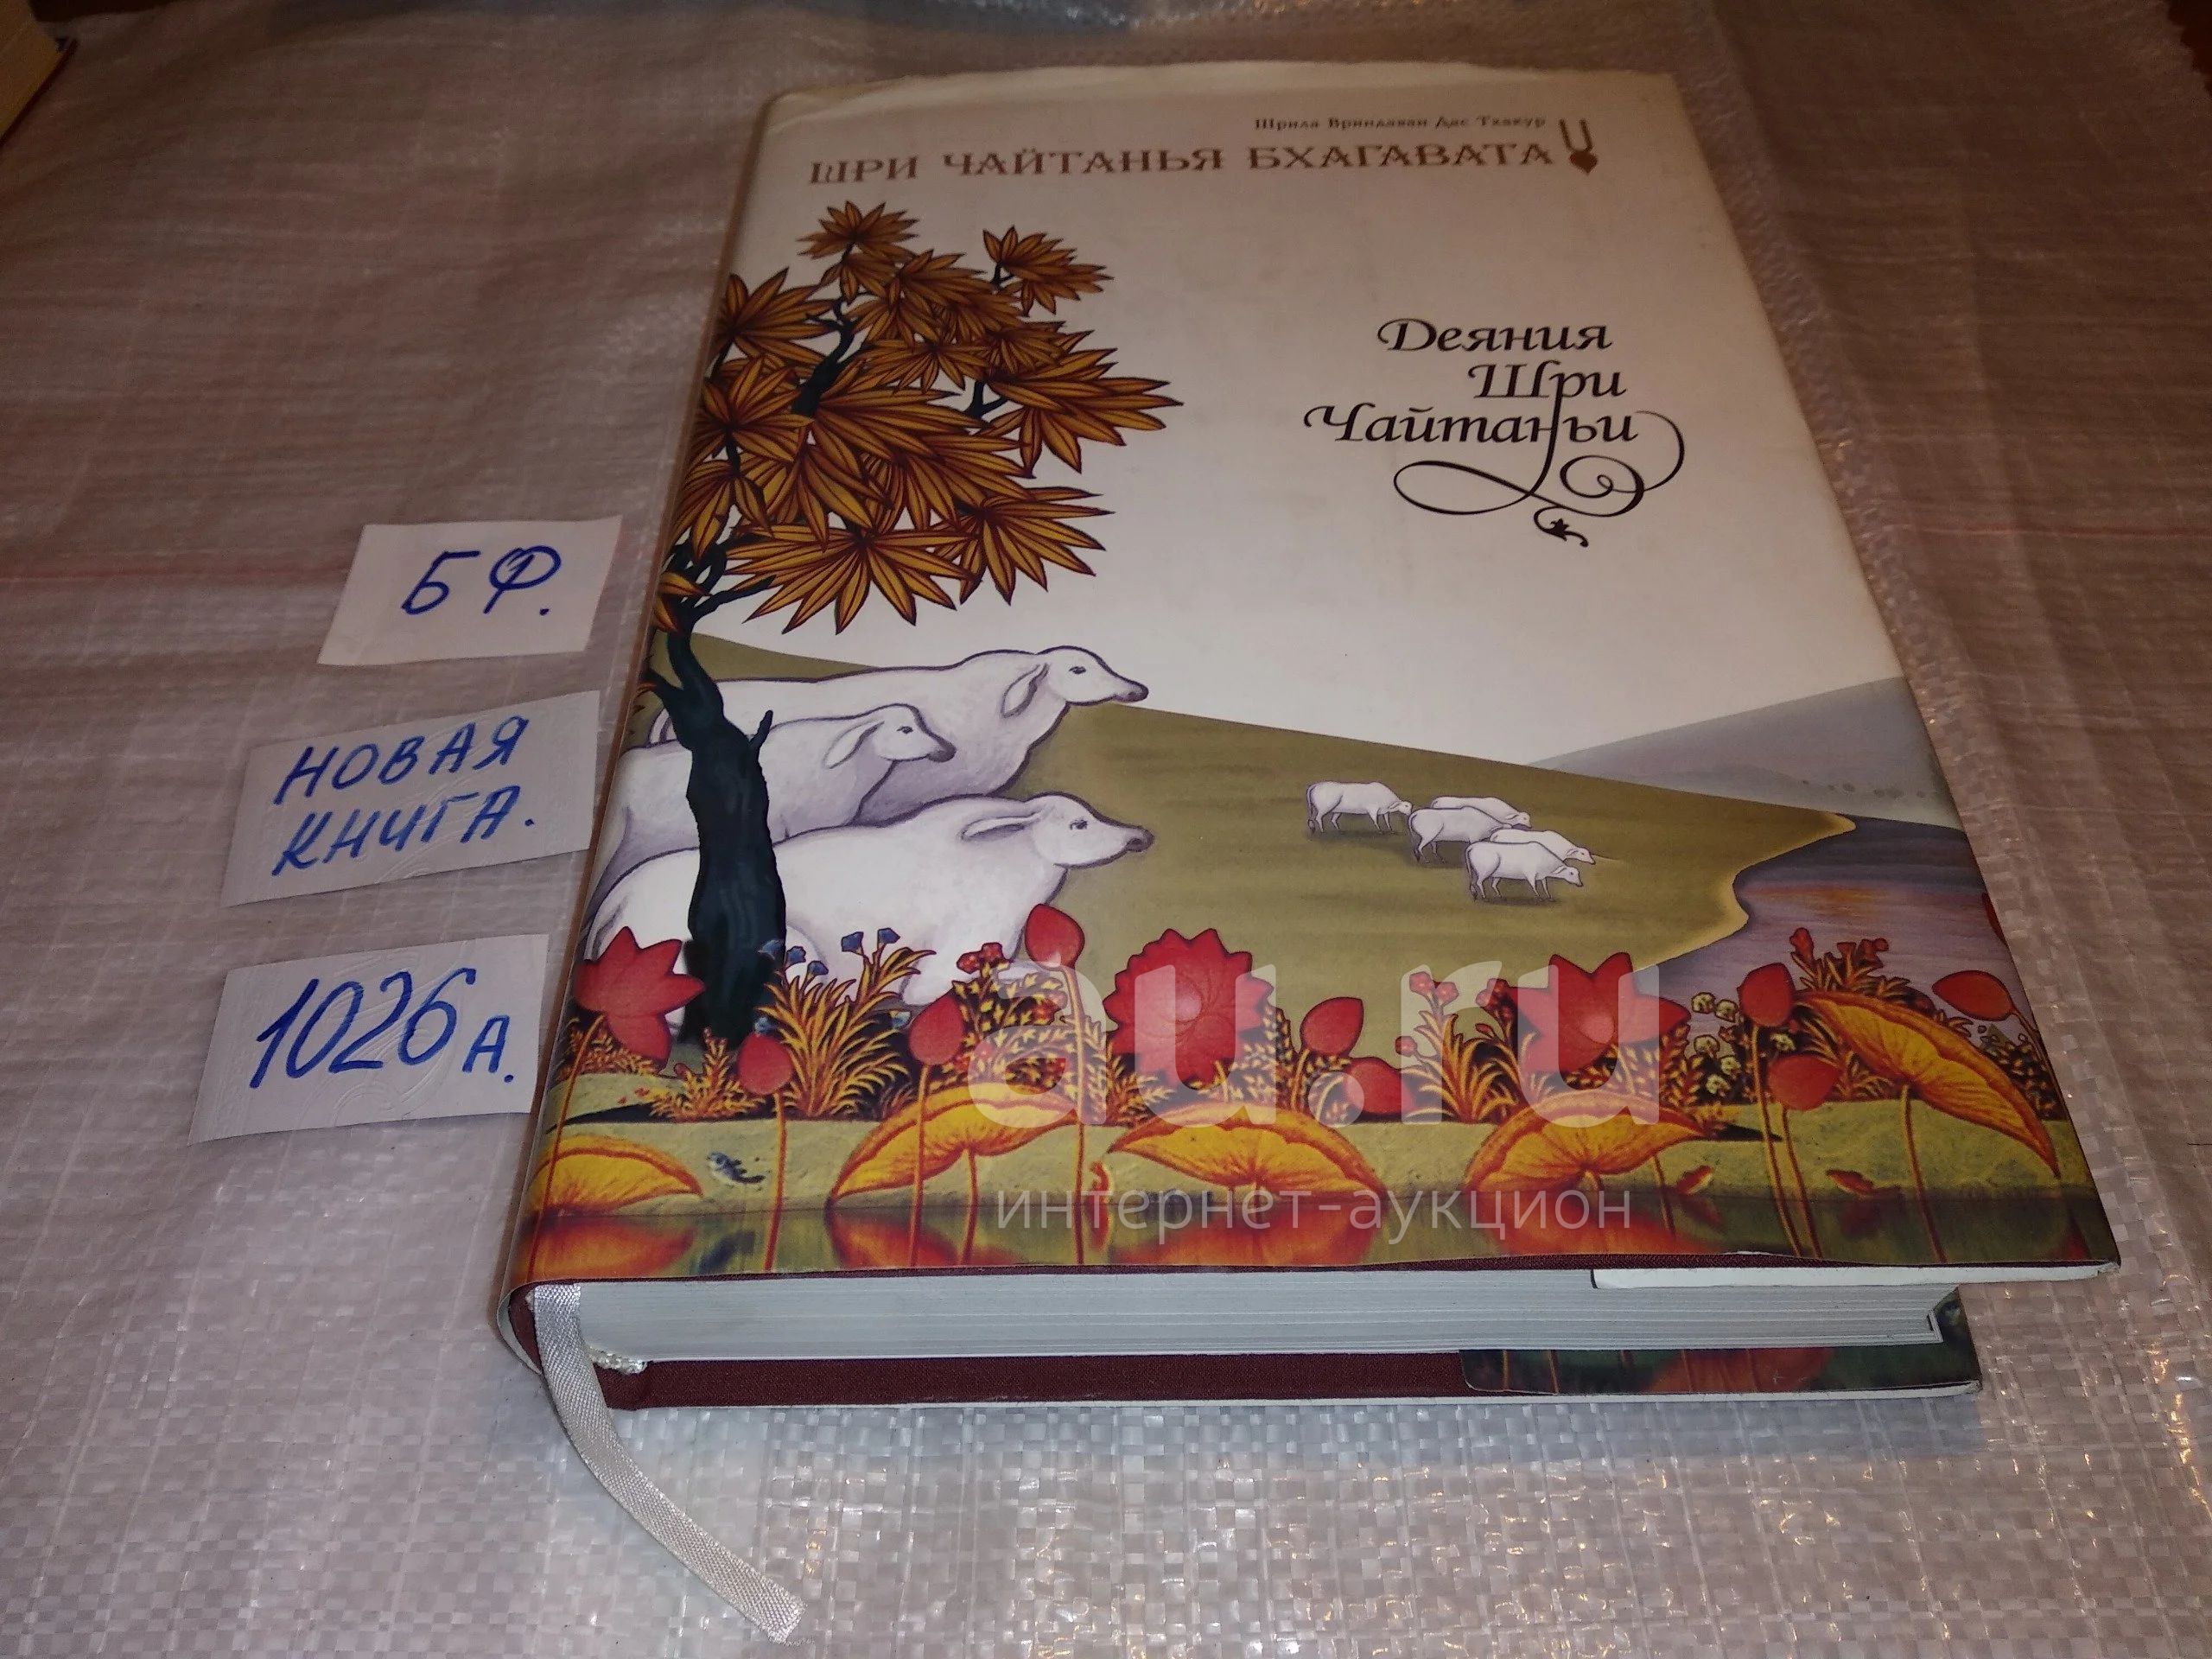 Шрила Вриндаван Дас Тхакур
ШРИ ЧАЙТАНЬЯ БХАГАВАТА
Деяния
Шри
Чайтаньи
БФ.
НОВАЯ
КНИГА.
1026 А.
au.ru
интернет-аукцион